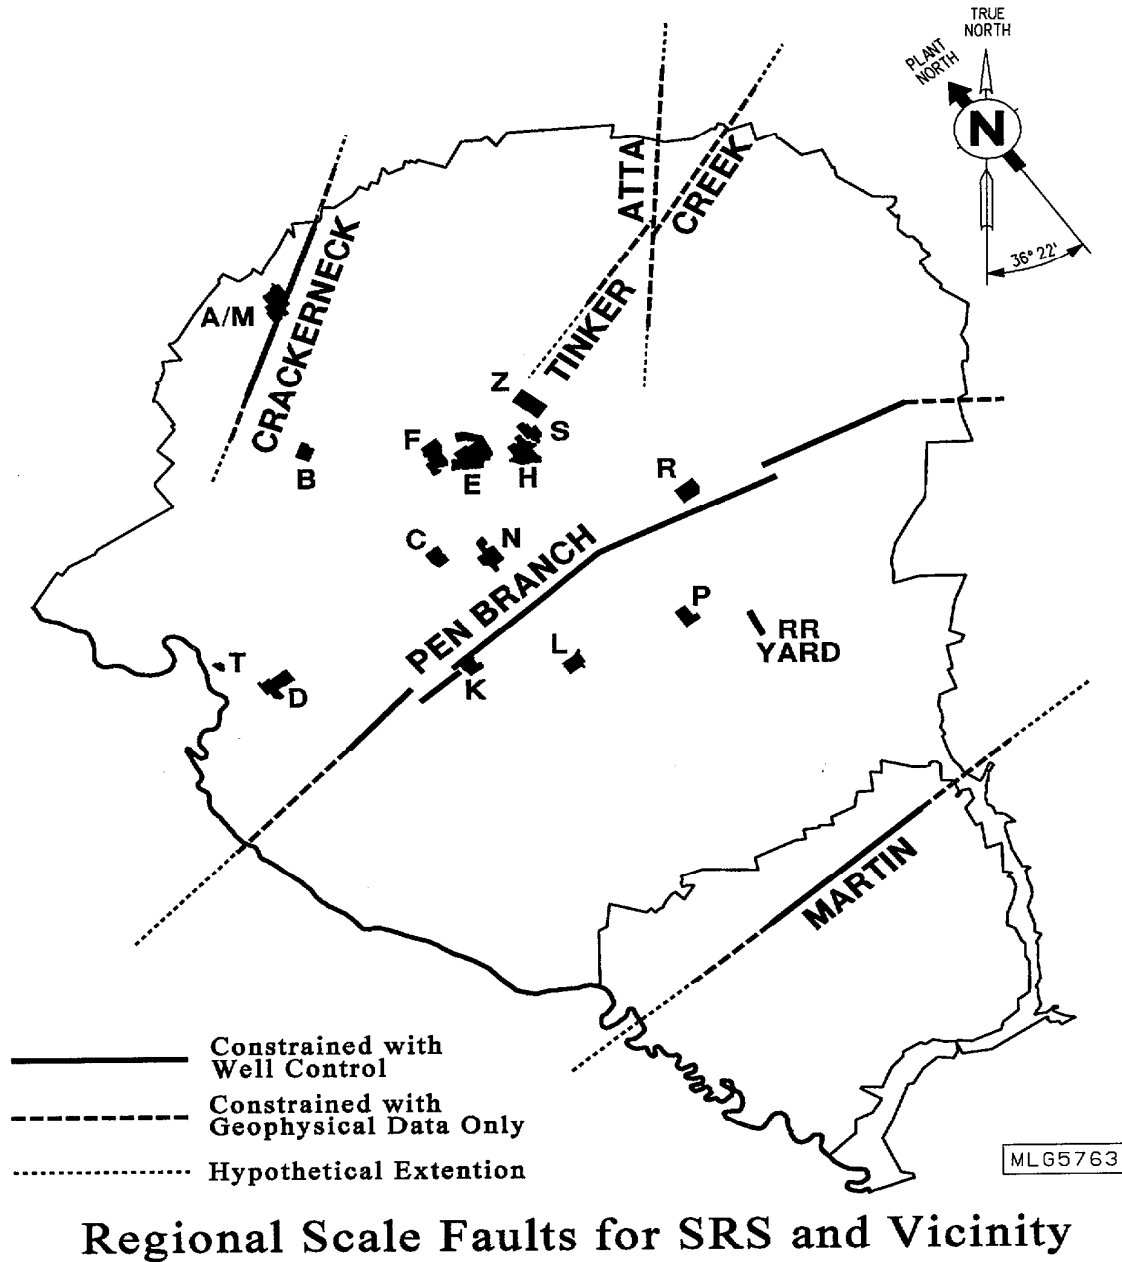 TRUE
NORTH
PLANT
NORTH
N
36° 22'
ATTA
TINKER CREEK
CRACKERNECK
A/M
Z
S
F
E
H
B
R
C
N
PEN BRANCH
P
RR
YARD
L
K
T
D
MARTIN
Constrained with
Well Control
Constrained with
Geophysical Data Only
Hypothetical Extention
MLG5763
Regional Scale Faults for SRS and Vicinity